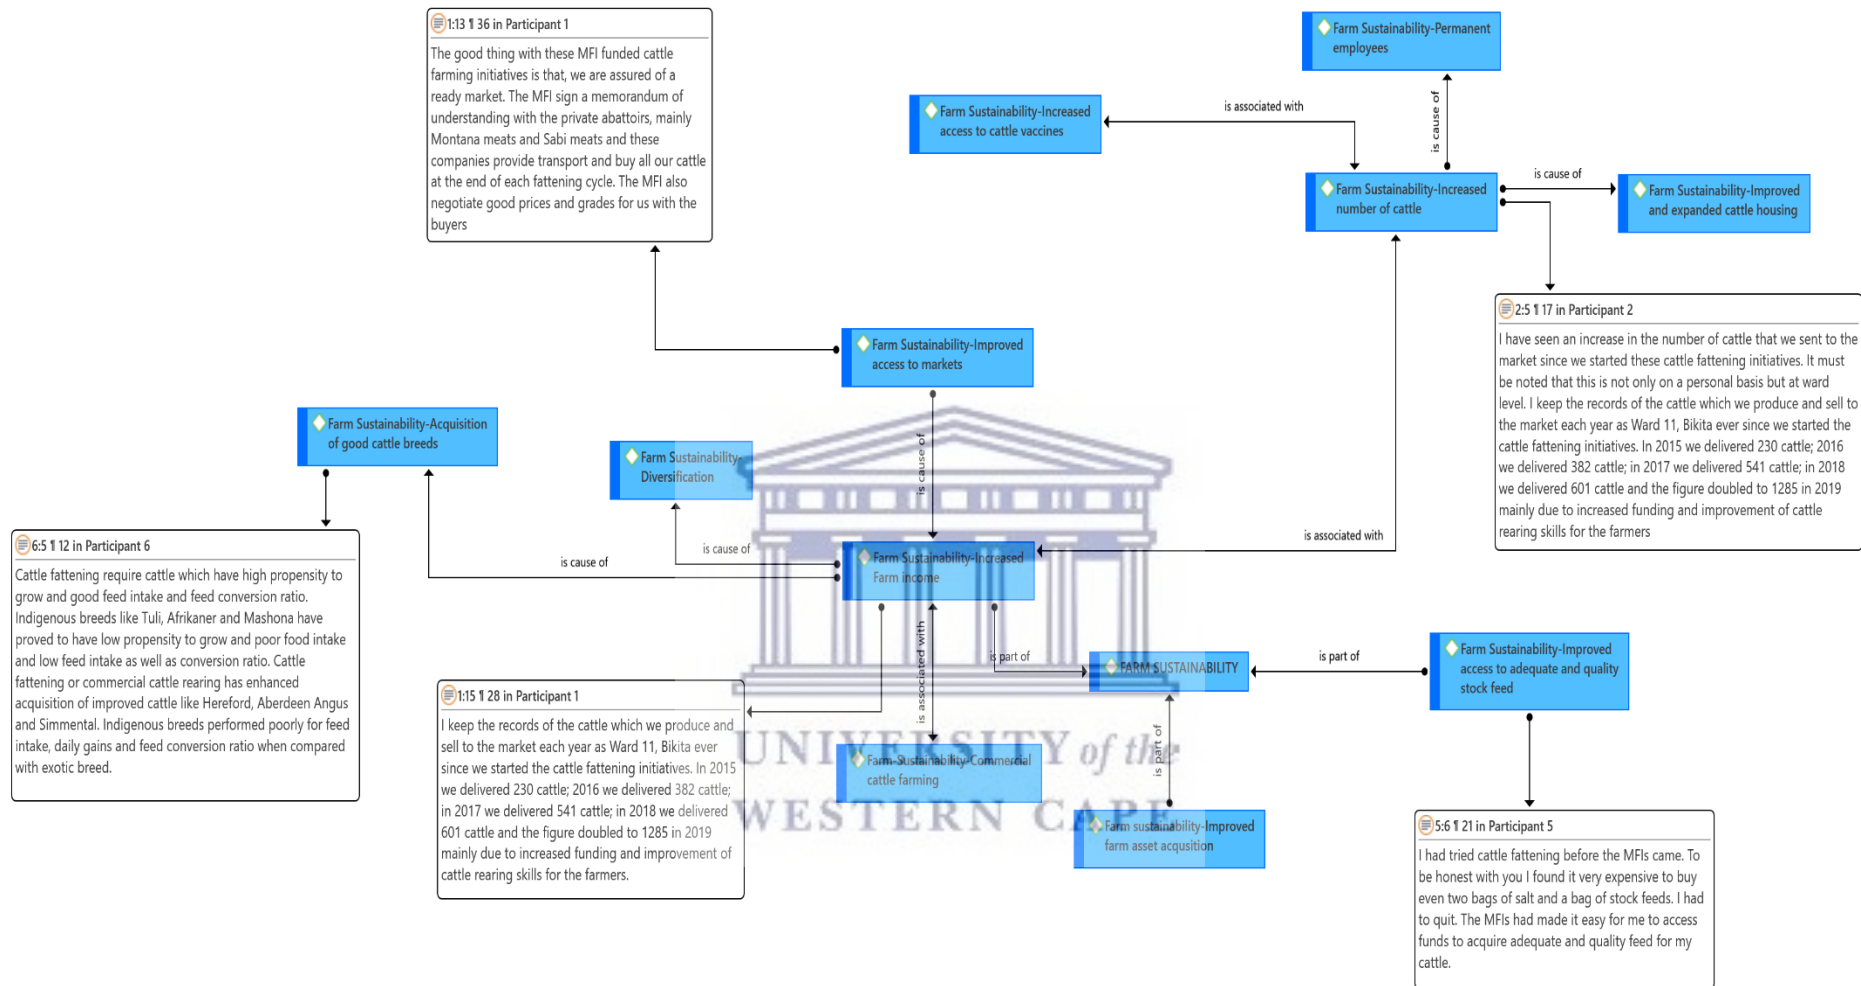 1:13 ¶ 36 in Participant 1
The good thing with these MFI funded cattle
farming initiatives is that, we are assured of a
ready market. The MFI sign a memorandum of
understanding with the private abattoirs, mainly
Montana meats and Sabi meats and these
companies provide transport and buy all our cattle
at the end of each fattening cycle. The MFI also
negotiate good prices and grades for us with the
buyers
Farm Sustainability-Permanent
employees
is associated with
is cause of
Farm Sustainability-Increased
access to cattle vaccines
Farm Sustainability-Increased
number of cattle
is cause of
Farm Sustainability-Improved
and expanded cattle housing
2:5 ¶ 17 in Participant 2
I have seen an increase in the number of cattle that we sent to the
market since we started these cattle fattening initiatives. It must
be noted that this is not only on a personal basis but at ward
level. I keep the records of the cattle which we produce and sell to
the market each year as Ward 11, Bikita ever since we started the
cattle fattening initiatives. In 2015 we delivered 230 cattle; 2016
we delivered 382 cattle; in 2017 we delivered 541 cattle; in 2018
we delivered 601 cattle and the figure doubled to 1285 in 2019
mainly due to increased funding and improvement of cattle
rearing skills for the farmers
Farm Sustainability-Improved
access to markets
Farm Sustainability-Acquisition
of good cattle breeds
Farm Sustainability-
Diversification
is cause of
is cause of
is cause of
is associated with
Farm Sustainability-Increased
Farm income
6:5 ¶ 12 in Participant 6
Cattle fattening require cattle which have high propensity to
grow and good feed intake and feed conversion ratio.
Indigenous breeds like Tuli, Afrikaner and Mashona have
proved to have low propensity to grow and poor food intake
and low feed intake as well as conversion ratio. Cattle
fattening or commercial cattle rearing has enhanced
acquisition of improved cattle like Hereford, Aberdeen Angus
and Simmental. Indigenous breeds performed poorly for feed
intake, daily gains and feed conversion ratio when compared
with exotic breed.
is associated with
is part of
FARM SUSTAINABILITY
is part of
Farm Sustainability-Improved
access to adequate and quality
stock feed
1:15 ¶ 28 in Participant 1
I keep the records of the cattle which we produce and
sell to the market each year as Ward 11, Bikita ever
since we started the cattle fattening initiatives. In 2015
we delivered 230 cattle; 2016 we delivered 382 cattle;
in 2017 we delivered 541 cattle; in 2018 we delivered
601 cattle and the figure doubled to 1285 in 2019
mainly due to increased funding and improvement of
cattle rearing skills for the farmers.
is part of
UNIVERSITY of the
WESTERN CAPE
Farm Sustainability-Commercial
cattle farming
Farm sustainability-Improved
farm asset acqusition
5:6 ¶ 21 in Participant 5
I had tried cattle fattening before the MFIs came. To
be honest with you I found it very expensive to buy
even two bags of salt and a bag of stock feeds. I had
to quit. The MFIs had made it easy for me to access
funds to acquire adequate and quality feed for my
cattle.